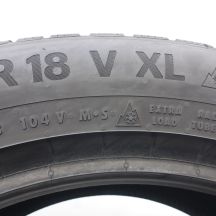 R 18 V XL
104 V M+S EXTRA LOAD